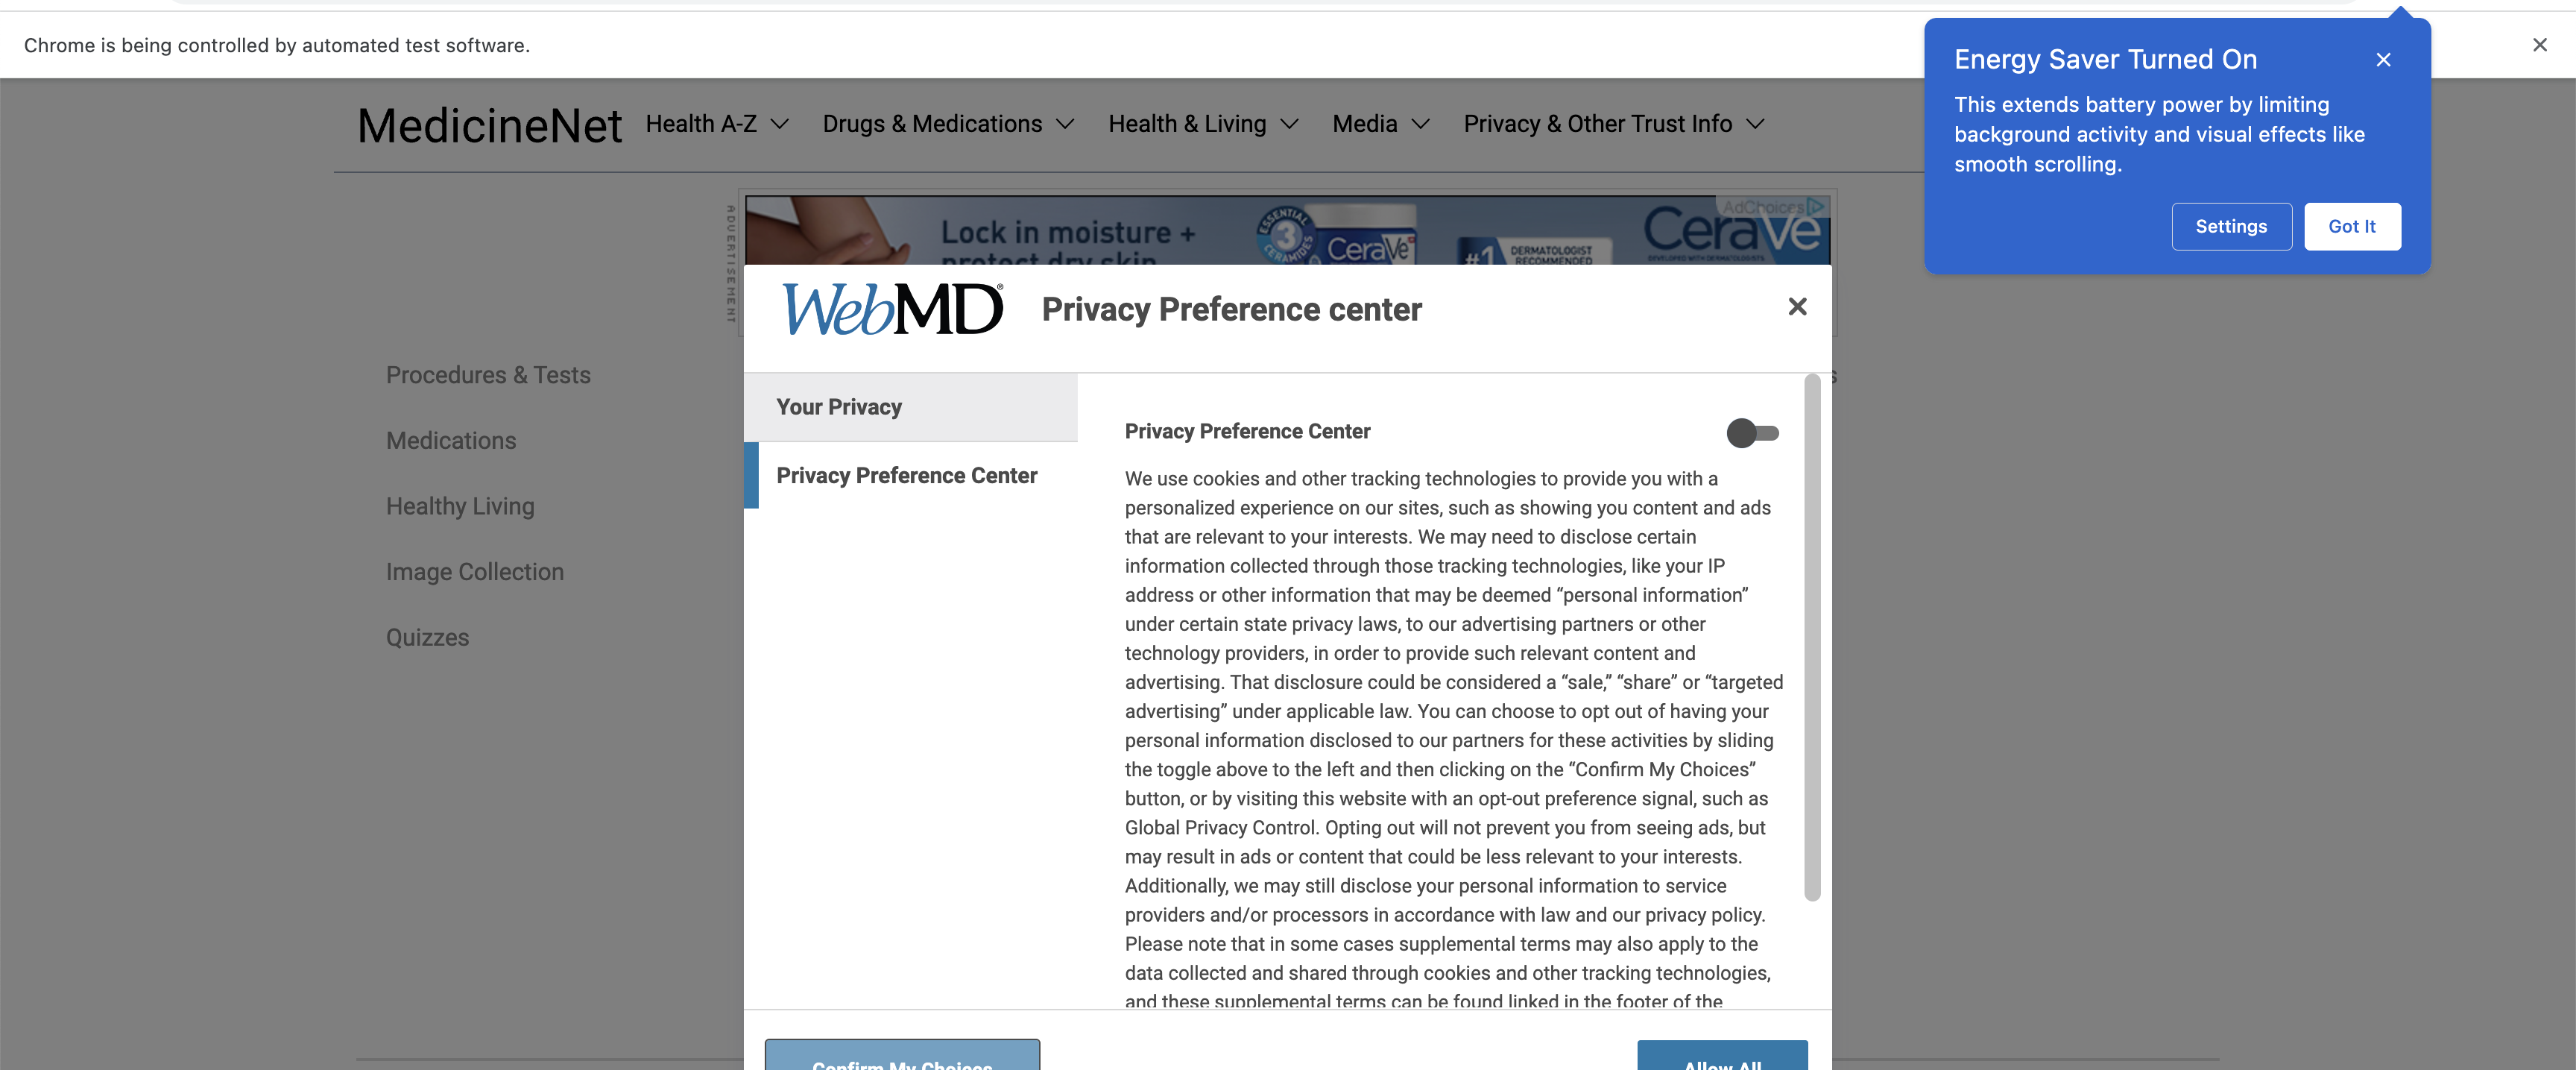 Chrome is being controlled by automated test software.
Energy Saver Turned On
This extends battery power by limiting
background activity and visual effects like
smooth scrolling.
Settings
Got It
MedicineNet
Health A-Z
Drugs & Medications
Health & Living
Media
Privacy & Other Trust Info
ADVERTISEMENT
Lock in moisture +
protect dry skin
ESSENTIAL
3
CERAMIDES
CeraVe
#1
DERMATOLOGIST
RECOMMENDED
AdChoices
CeraVe
DEVELOPED WITH DERMATOLOGISTS
WebMD®
Privacy Preference center
Procedures & Tests
Medications
Healthy Living
Image Collection
Quizzes
Your Privacy
Privacy Preference Center
Privacy Preference Center
We use cookies and other tracking technologies to provide you with a
personalized experience on our sites, such as showing you content and ads
that are relevant to your interests. We may need to disclose certain
information collected through those tracking technologies, like your IP
address or other information that may be deemed “personal information”
under certain state privacy laws, to our advertising partners or other
technology providers, in order to provide such relevant content and
advertising. That disclosure could be considered a “sale,” “share” or “targeted
advertising” under applicable law. You can choose to opt out of having your
personal information disclosed to our partners for these activities by sliding
the toggle above to the left and then clicking on the “Confirm My Choices”
button, or by visiting this website with an opt-out preference signal, such as
Global Privacy Control. Opting out will not prevent you from seeing ads, but
may result in ads or content that could be less relevant to your interests.
Additionally, we may still disclose your personal information to service
providers and/or processors in accordance with law and our privacy policy.
Please note that in some cases supplemental terms may also apply to the
data collected and shared through cookies and other tracking technologies,
and these supplemental terms can be found linked in the footer of the
Confirm My Choices
Allow All